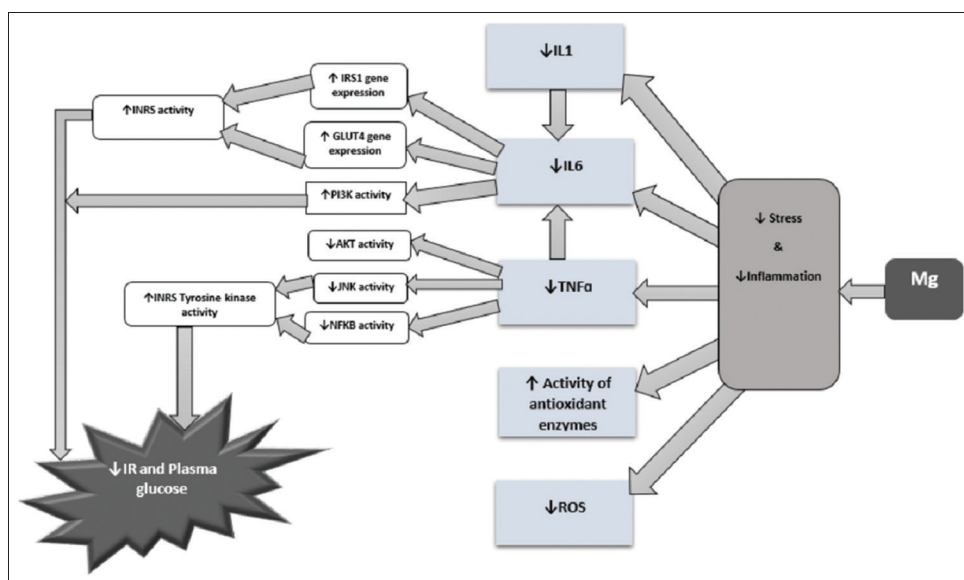 ↓IL1
↑ IRS1 gene
expression
↑INRS activity
↑ GLUT4 gene
expression
↓IL6
↑PI3K activity
↓ Stress
&
↓Inflammation
Mg
↓AKT activity
↓JNK activity
↓TNFα
↑INRS Tyrosine kinase
activity
↓NFKB activity
↑ Activity of
antioxidant
enzymes
↓IR and Plasma
glucose
↓ROS